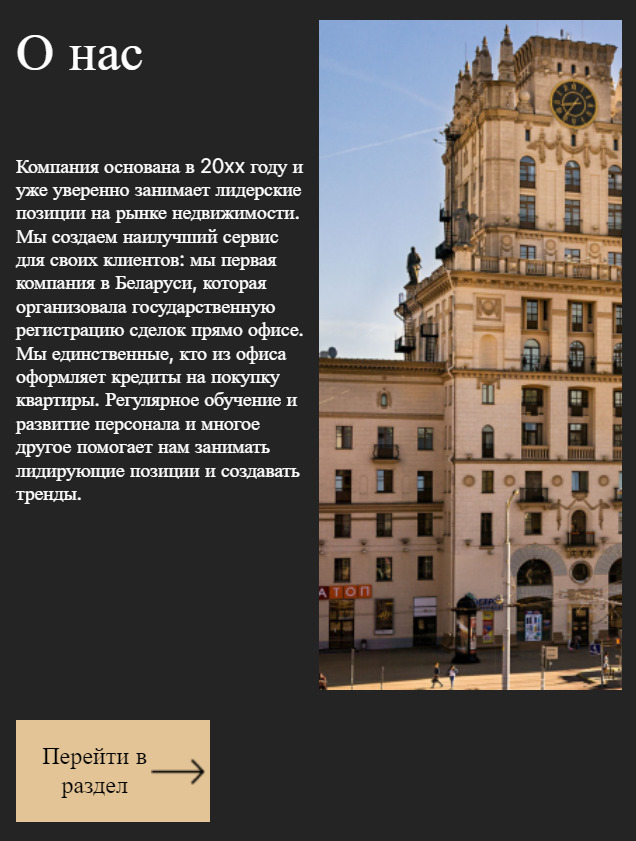 О нас
Компания основана в 20xx году и
уже уверенно занимает лидерские
позиции на рынке недвижимости.
Мы создаем наилучший сервис
для своих клиентов: мы первая
компания в Беларуси, которая
организовала государственную
регистрацию сделок прямо офисе.
Мы единственные, кто из офиса
оформляет кредиты на покупку
квартиры. Регулярное обучение и
развитие персонала и многое
другое помогает нам занимать
лидирующие позиции и создавать
тренды.
АТОП
Перейти в
раздел